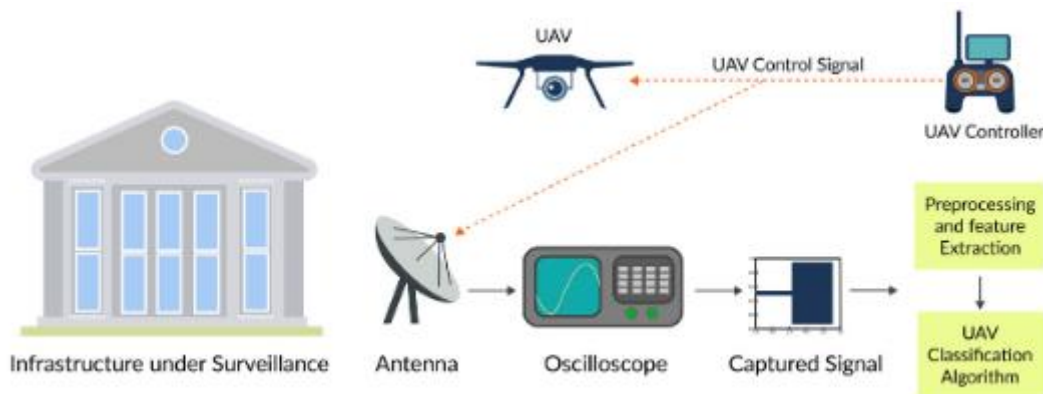 UAV
UAV Control Signal
UAV Controller
Preprocessing
and feature
Extraction
UAV
Classification
Algorithm
Infrastructure under Surveillance
Antenna
Oscilloscope
Captured Signal